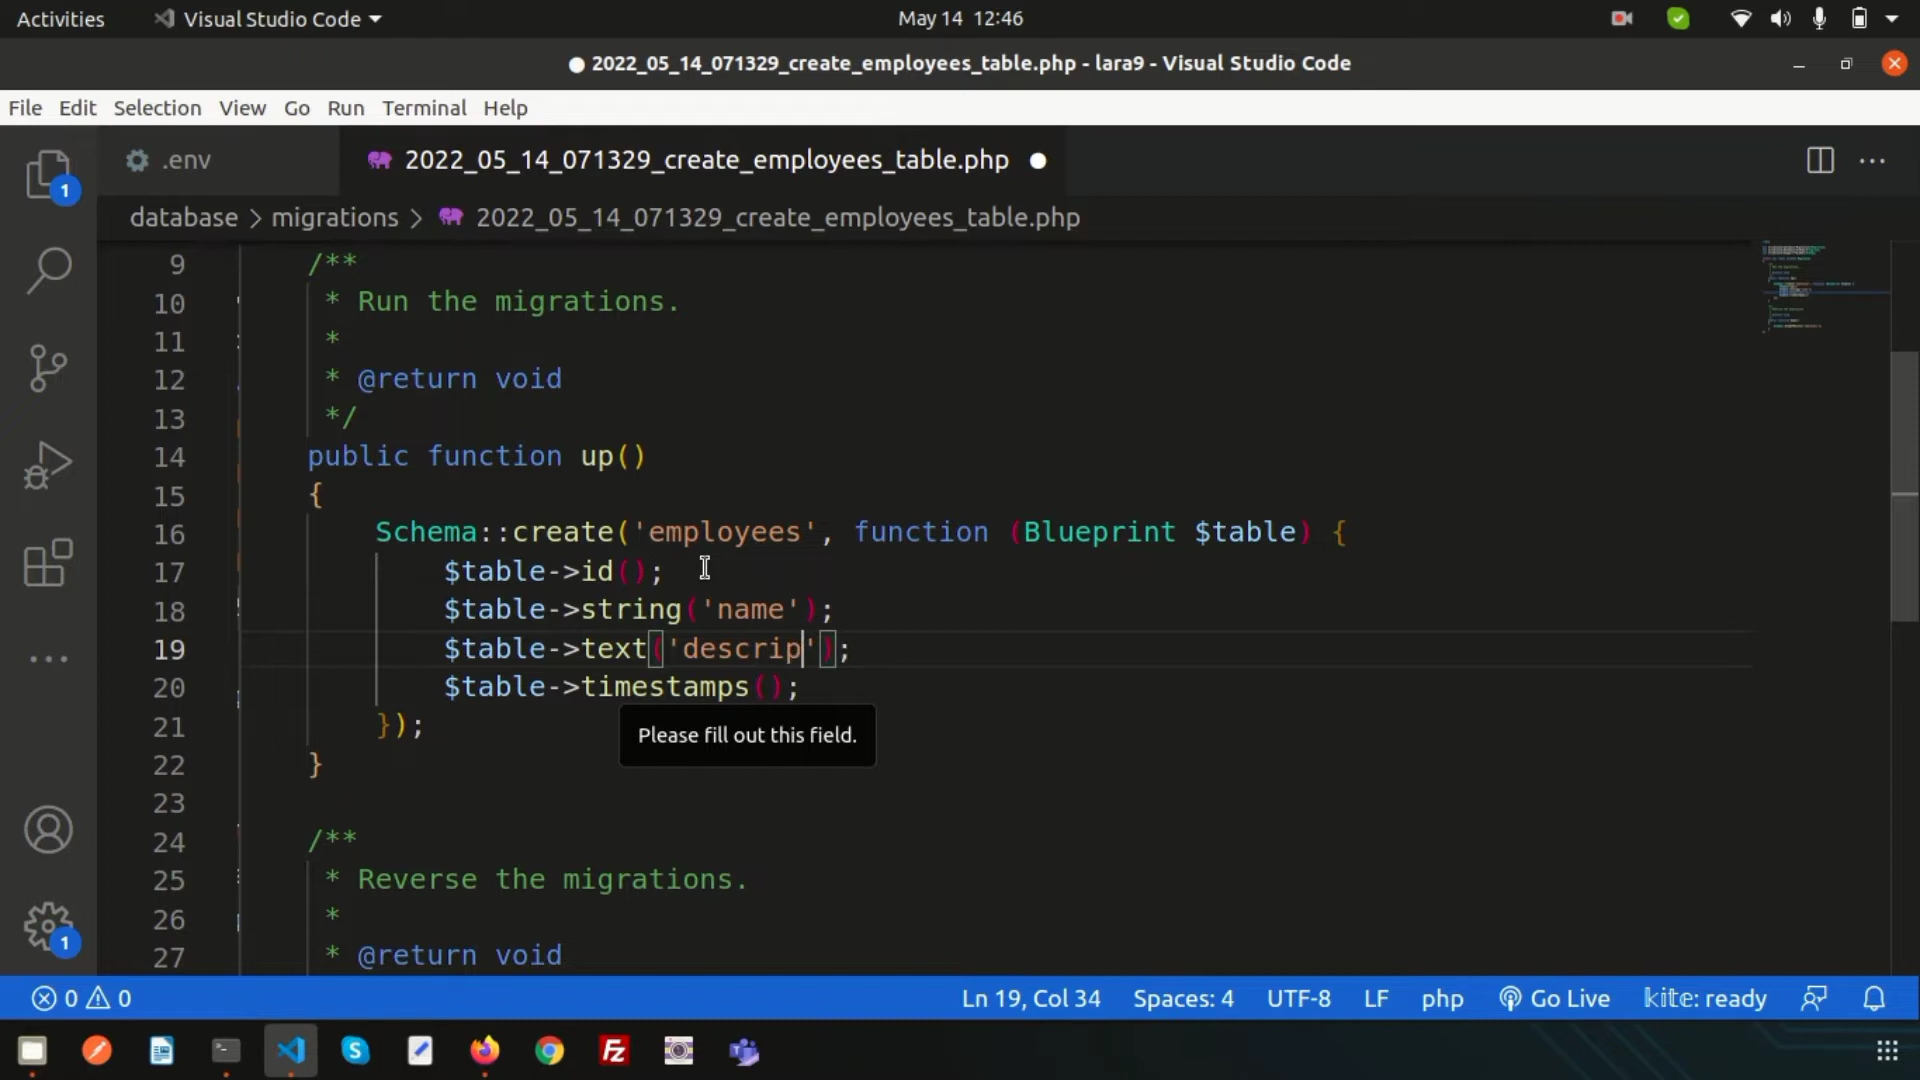 Activities Visual Studio Code May 14 12:46
2022_05_14_071329_create_employees_table.php - lara9 - Visual Studio Code
File Edit Selection View Go Run Terminal Help
.env 2022_05_14_071329_create_employees_table.php
database > migrations > 2022_05_14_071329_create_employees_table.php
9 /**
10 * Run the migrations.
11 *
12 * @return void
13 */
14 public function up()
15 {
16 Schema::create('employees', function (Blueprint $table) {
17 $table->id();
18 $table->string('name');
19 $table->text('descrip');
20 $table->timestamps();
21 });
Please fill out this field.
22 }
23
24 /**
25 * Reverse the migrations.
26 *
27 * @return void
1
1
0 0 Ln 19, Col 34 Spaces: 4 UTF-8 LF php Go Live kite: ready